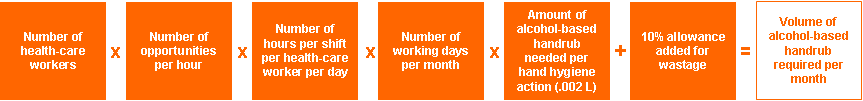 Number of
health-care
workers
x
Number of
opportunities
per hour
x
Number of
hours per shift
per health-care
worker per day
x
Number of
working days
per month
x
Amount of
alcohol-based
handrub
needed per
hand hygiene
action (.002 L)
+
10% allowance
added for
wastage
=
Volume of
alcohol-based
handrub
required per
month